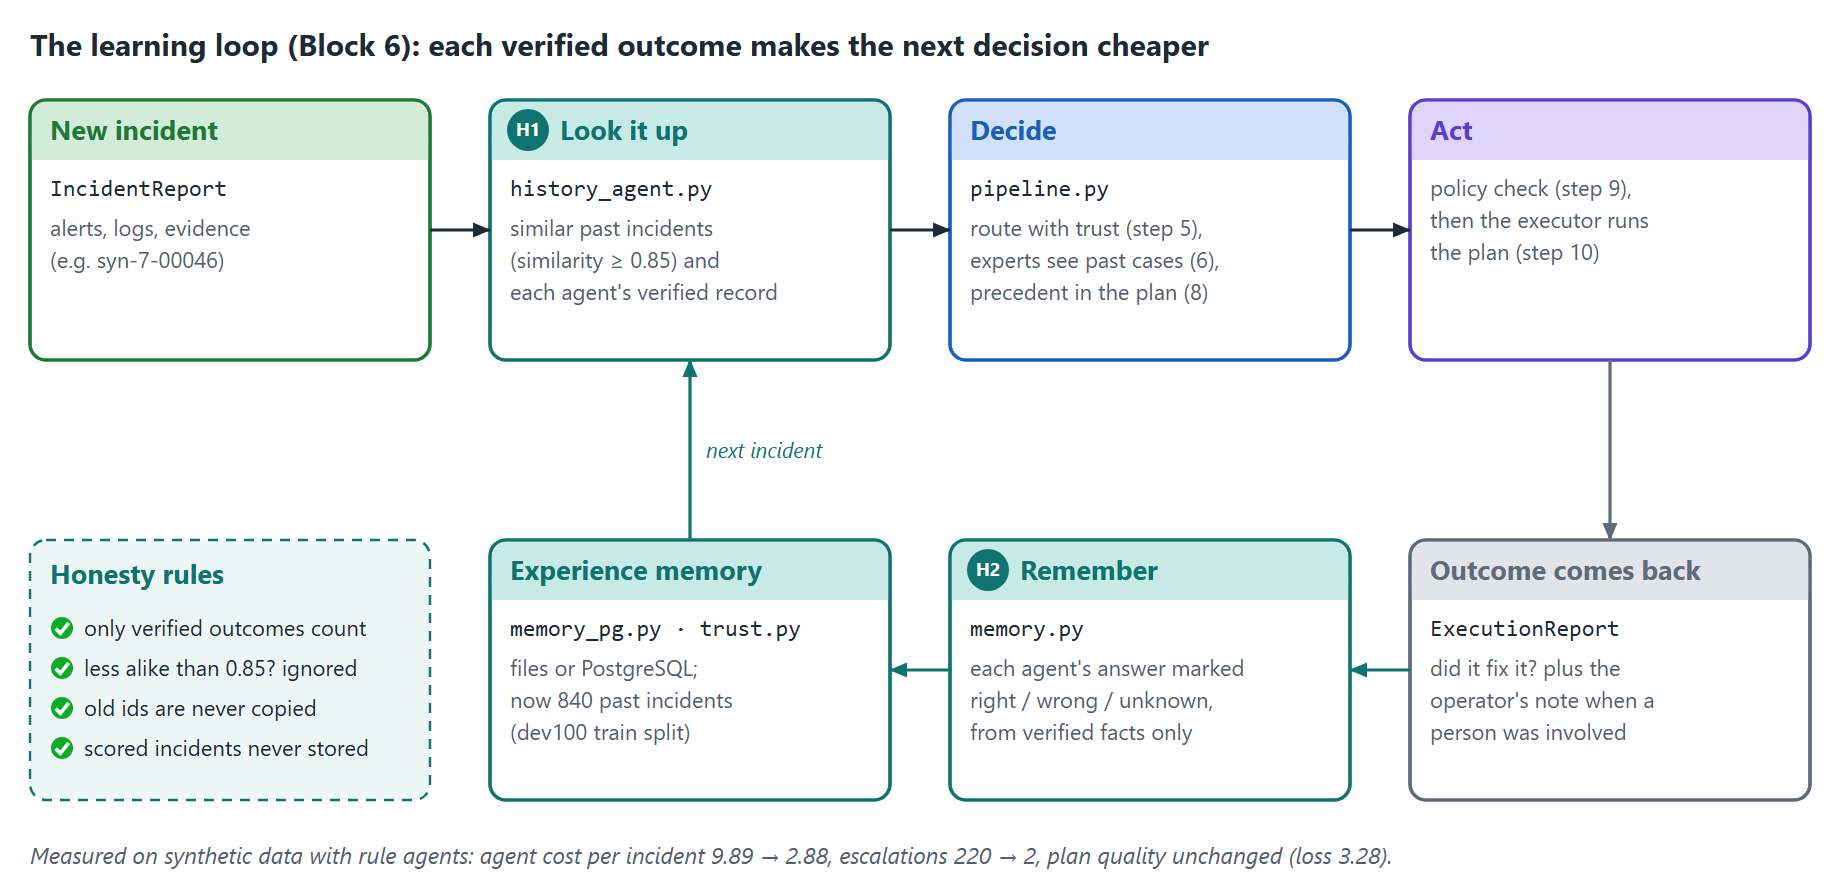 The learning loop (Block 6): each verified outcome makes the next decision cheaper
New incident
IncidentReport
alerts, logs, evidence
(e.g. syn-7-00046)
H1 Look it up
history_agent.py
similar past incidents
(similarity ≥ 0.85) and
each agent's verified record
Decide
pipeline.py
route with trust (step 5),
experts see past cases (6),
precedent in the plan (8)
Act
policy check (step 9),
then the executor runs
the plan (step 10)
next incident
Honesty rules
only verified outcomes count
less alike than 0.85? ignored
old ids are never copied
scored incidents never stored
Experience memory
memory_pg.py · trust.py
files or PostgreSQL;
now 840 past incidents
(dev100 train split)
H2 Remember
memory.py
each agent's answer marked
right / wrong / unknown,
from verified facts only
Outcome comes back
ExecutionReport
did it fix it? plus the
operator's note when a
person was involved
Measured on synthetic data with rule agents: agent cost per incident 9.89 → 2.88, escalations 220 → 2, plan quality unchanged (loss 3.28).